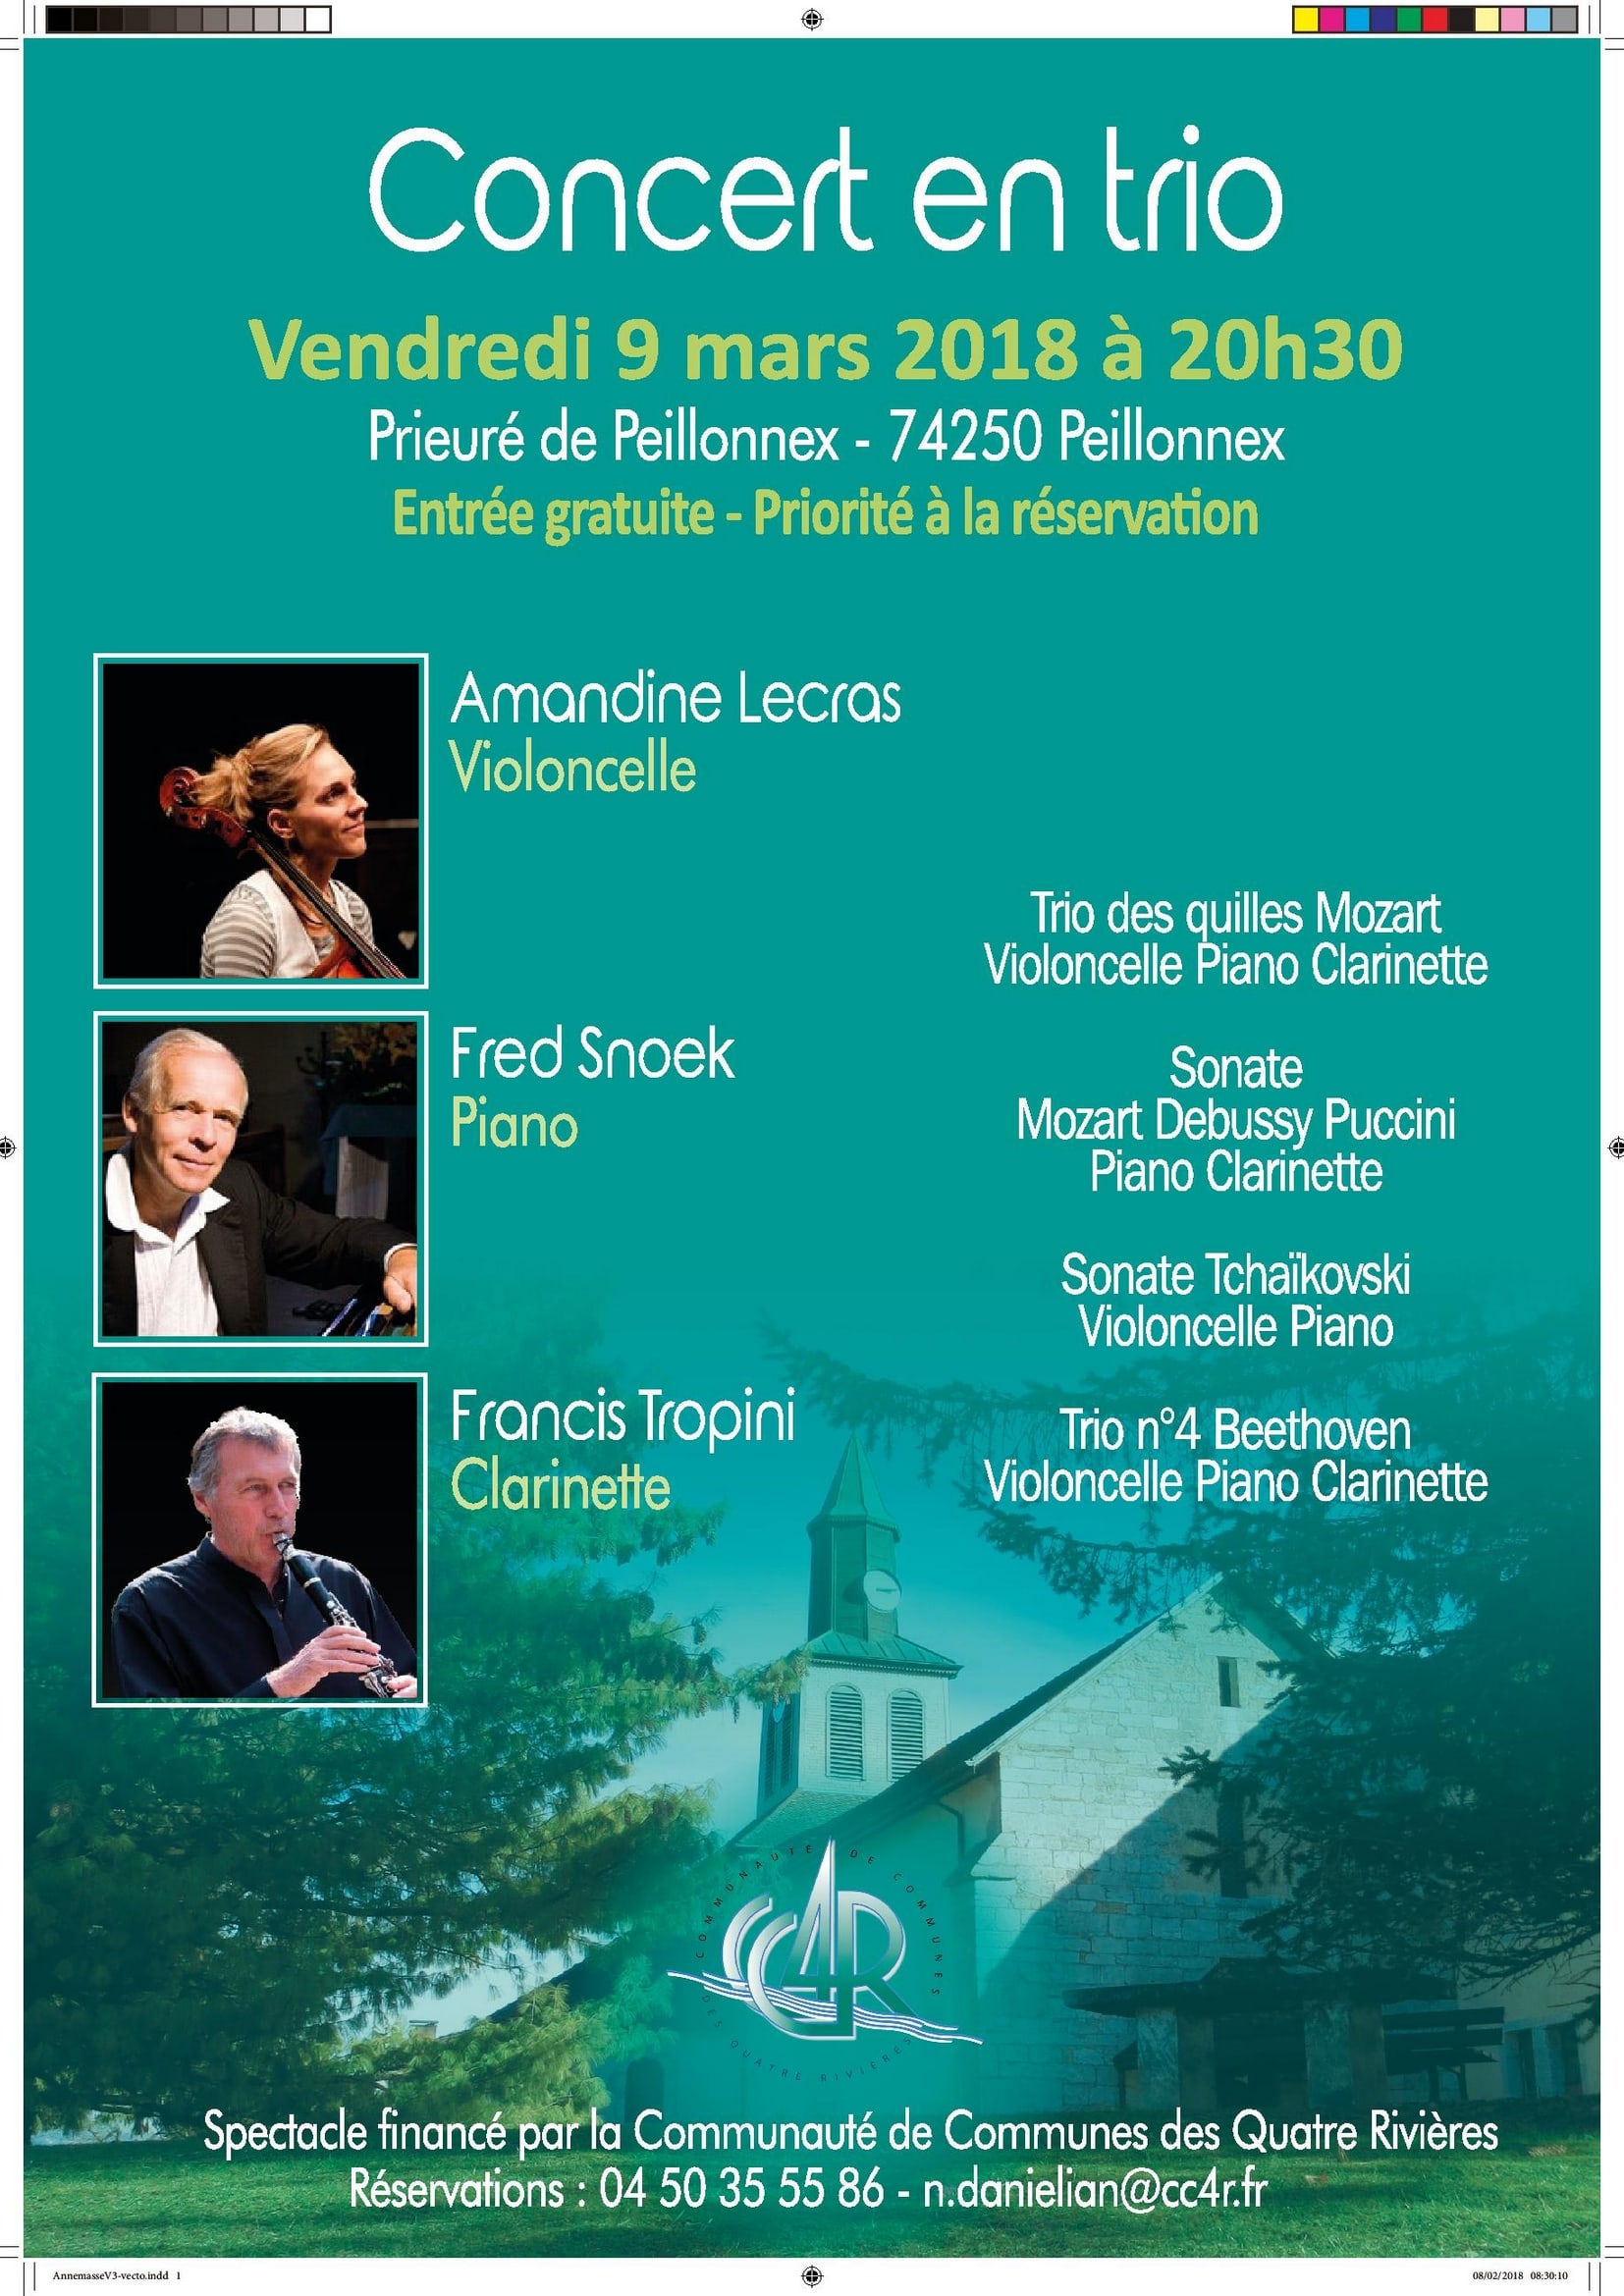 Concert en trio
Vendredi 9 mars 2018 à 20h30
Prieuré de Peillonnex - 74250 Peillonnex
Entrée gratuite - Priorité à la réservation
Amandine Lecras
Violoncelle
Fred Snoek
Piano
Francis Tropini
Clarinette
Trio des quilles Mozart
Violoncelle Piano Clarinette
Sonate
Mozart Debussy Puccini
Piano Clarinette
Sonate Tchaïkovski
Violoncelle Piano
Trio n°4 Beethoven
Violoncelle Piano Clarinette
COMMUNAUTE DE COMMUNES
CC4R
DES QUATRE RIVIÈRES
Spectacle financé par la Communauté de Communes des Quatre Rivières
Réservations : 04 50 35 55 86 - n.danielian@cc4r.fr
AnnemasseV3-vecto.indd 1
08/02/2018 08:30:10